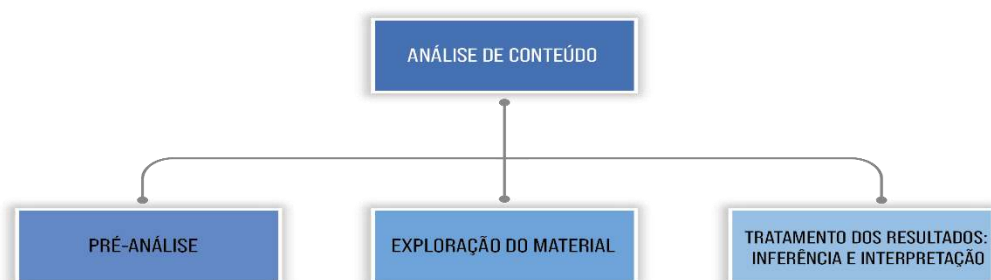 ANÁLISE DE CONTEÚDO
PRÉ-ANÁLISE
EXPLORAÇÃO DO MATERIAL
TRATAMENTO DOS RESULTADOS:
INFERÊNCIA E INTERPRETAÇÃO